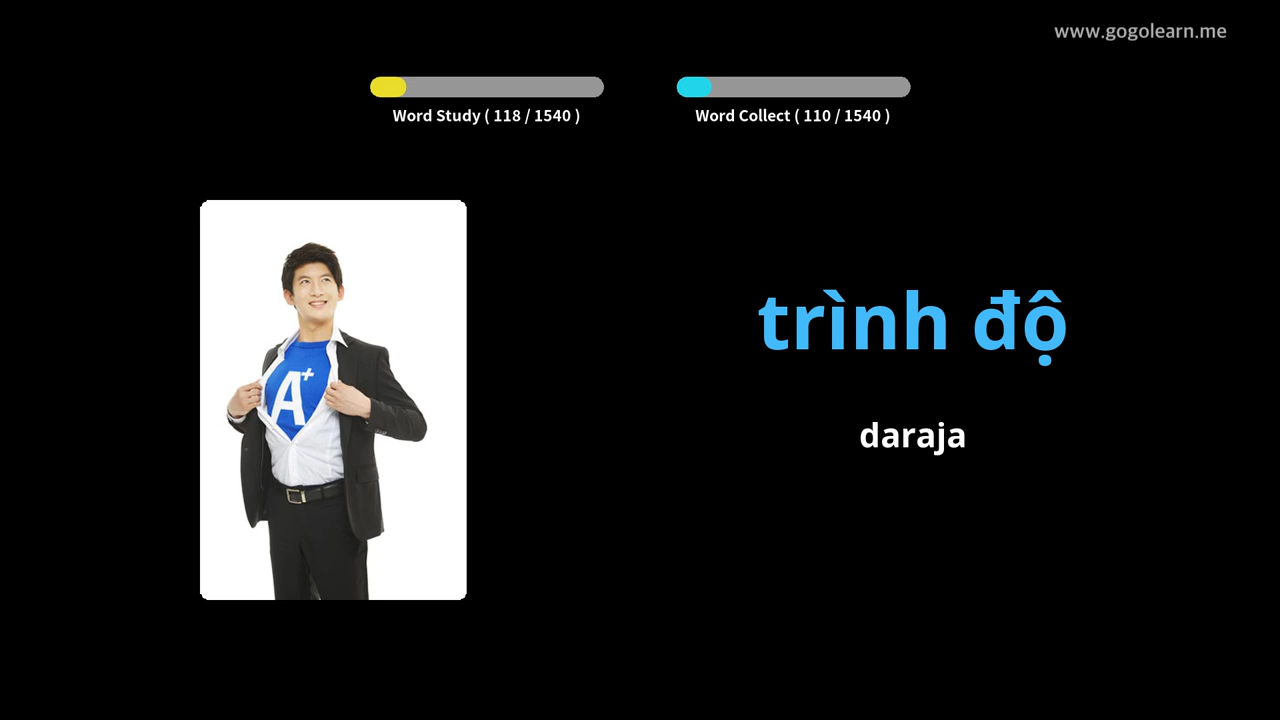 www.gogolearn.me
Word Study ( 118 / 1540 )
Word Collect ( 110 / 1540 )
A+
trình độ
daraja